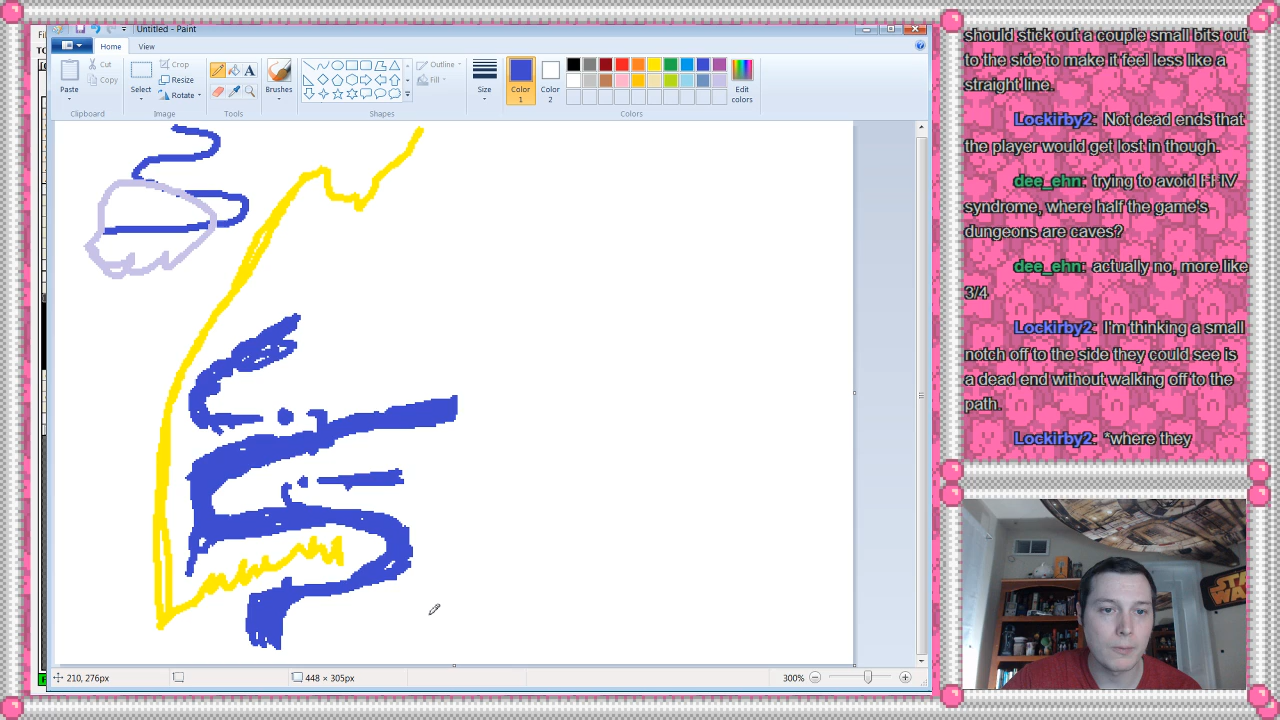 Untitled - Paint
Home View
Paste
Cut
Copy
Clipboard
Select
Crop
Resize
Rotate
Image
A
Tools
Brushes
Outline
Fill
Shapes
Size
Color 1
Color 2
Edit colors
Colors
210, 276px
448 × 305px
300%
should stick out a couple small bits out
to the side to make it feel less like a
straight line.
Lockirby2: Not dead ends that
the player would get lost in though.
dee_ehn: trying to avoid FFIV
syndrome, where half the game's
dungeons are caves?
dee_ehn: actually no, more like
3/4
Lockirby2: I'm thinking a small
notch off to the side they could see is
a dead end without walking off to the
path.
Lockirby2: *where they
STAR
WA